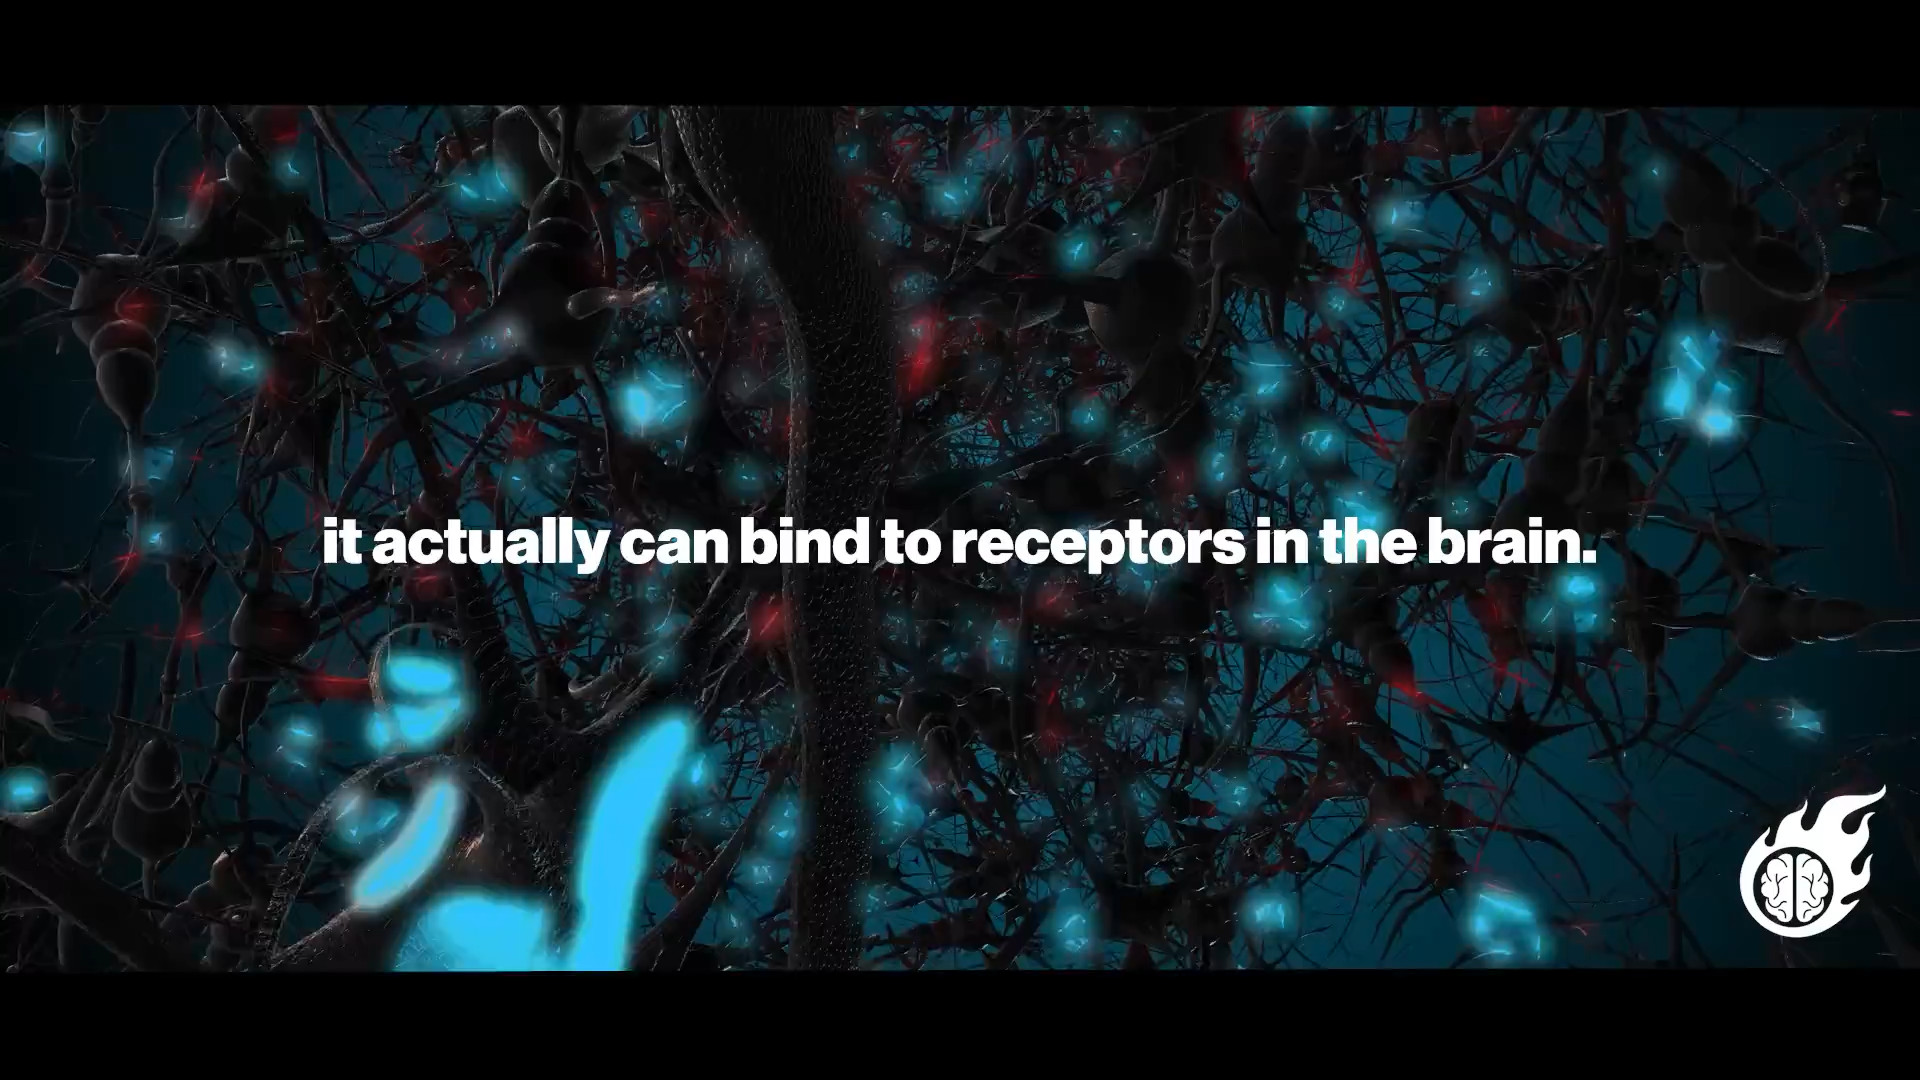 it actually can bind to receptors in the brain.